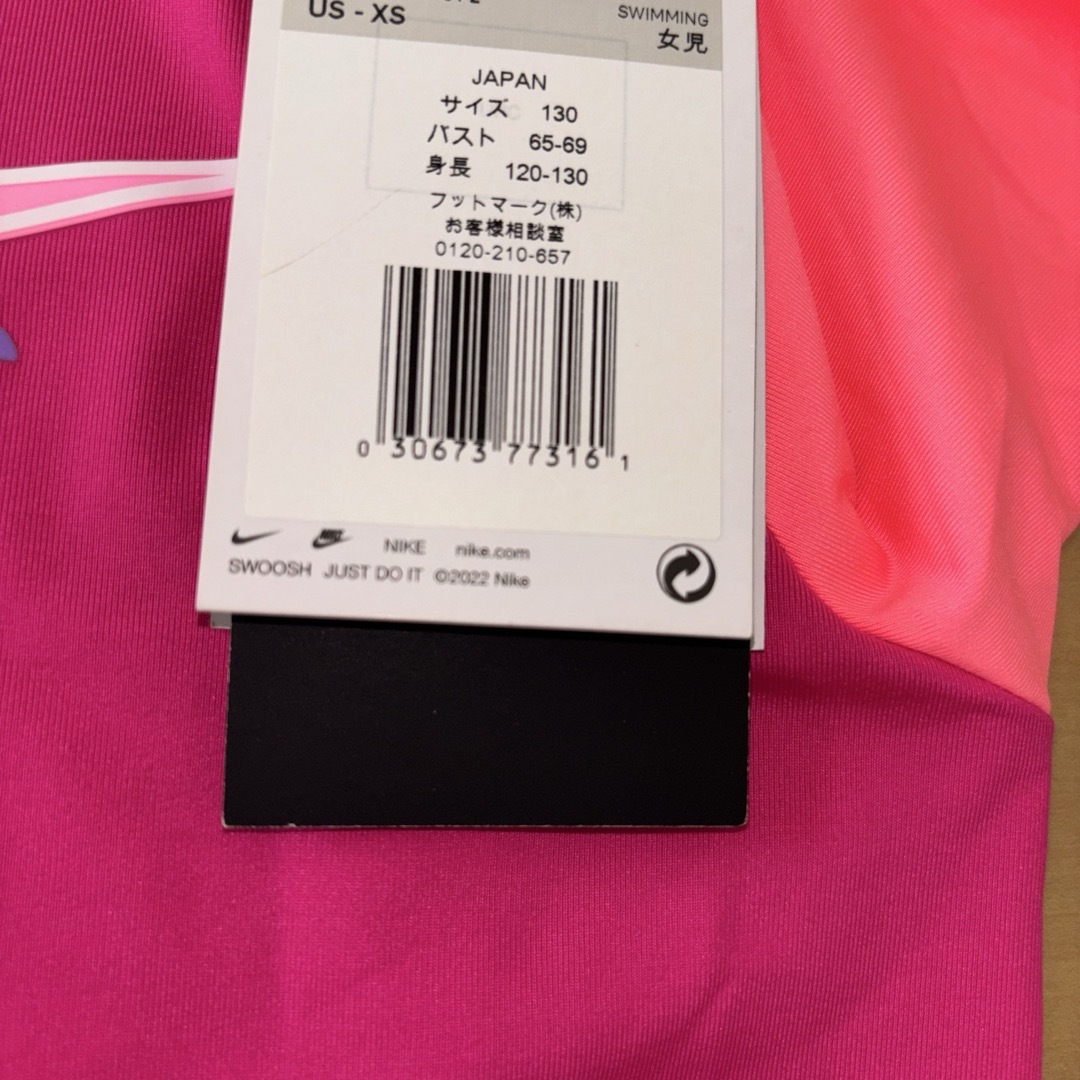 US - XS
SWIMMING
女児
JAPAN
サイズ 130
バスト 65-69
身長 120-130
フットマーク(株)
お客様相談室
0120-210-657
0 30673 77316 1
NIKE nike.com
SWOOSH JUST DO IT ©2022 Nike